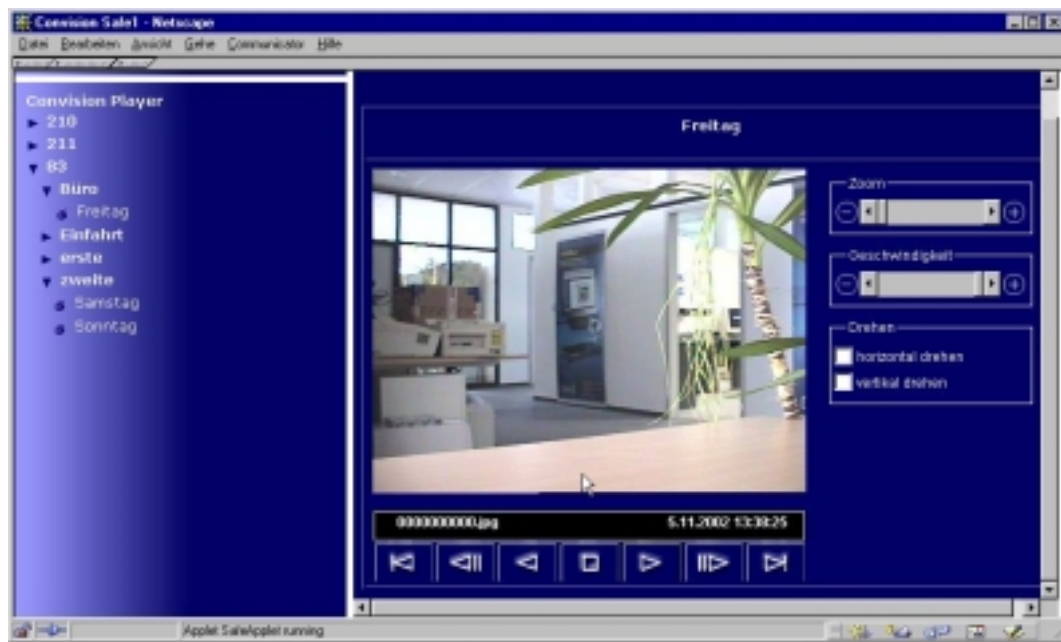 Convision Safe1 - Netscape
Datei Bearbeiten Ansicht Gehe Communicator Hilfe
Convision Player
210
211
83
Büro
Freitag
Einfahrt
erste
zweite
Samstag
Sonntag
Freitag
Zoom
Geschwindigkeit
Drehen
horizontal drehen
vertikal drehen
0000000000.jpg 5.11.2002 13:38:25
Applet SafeApplet running